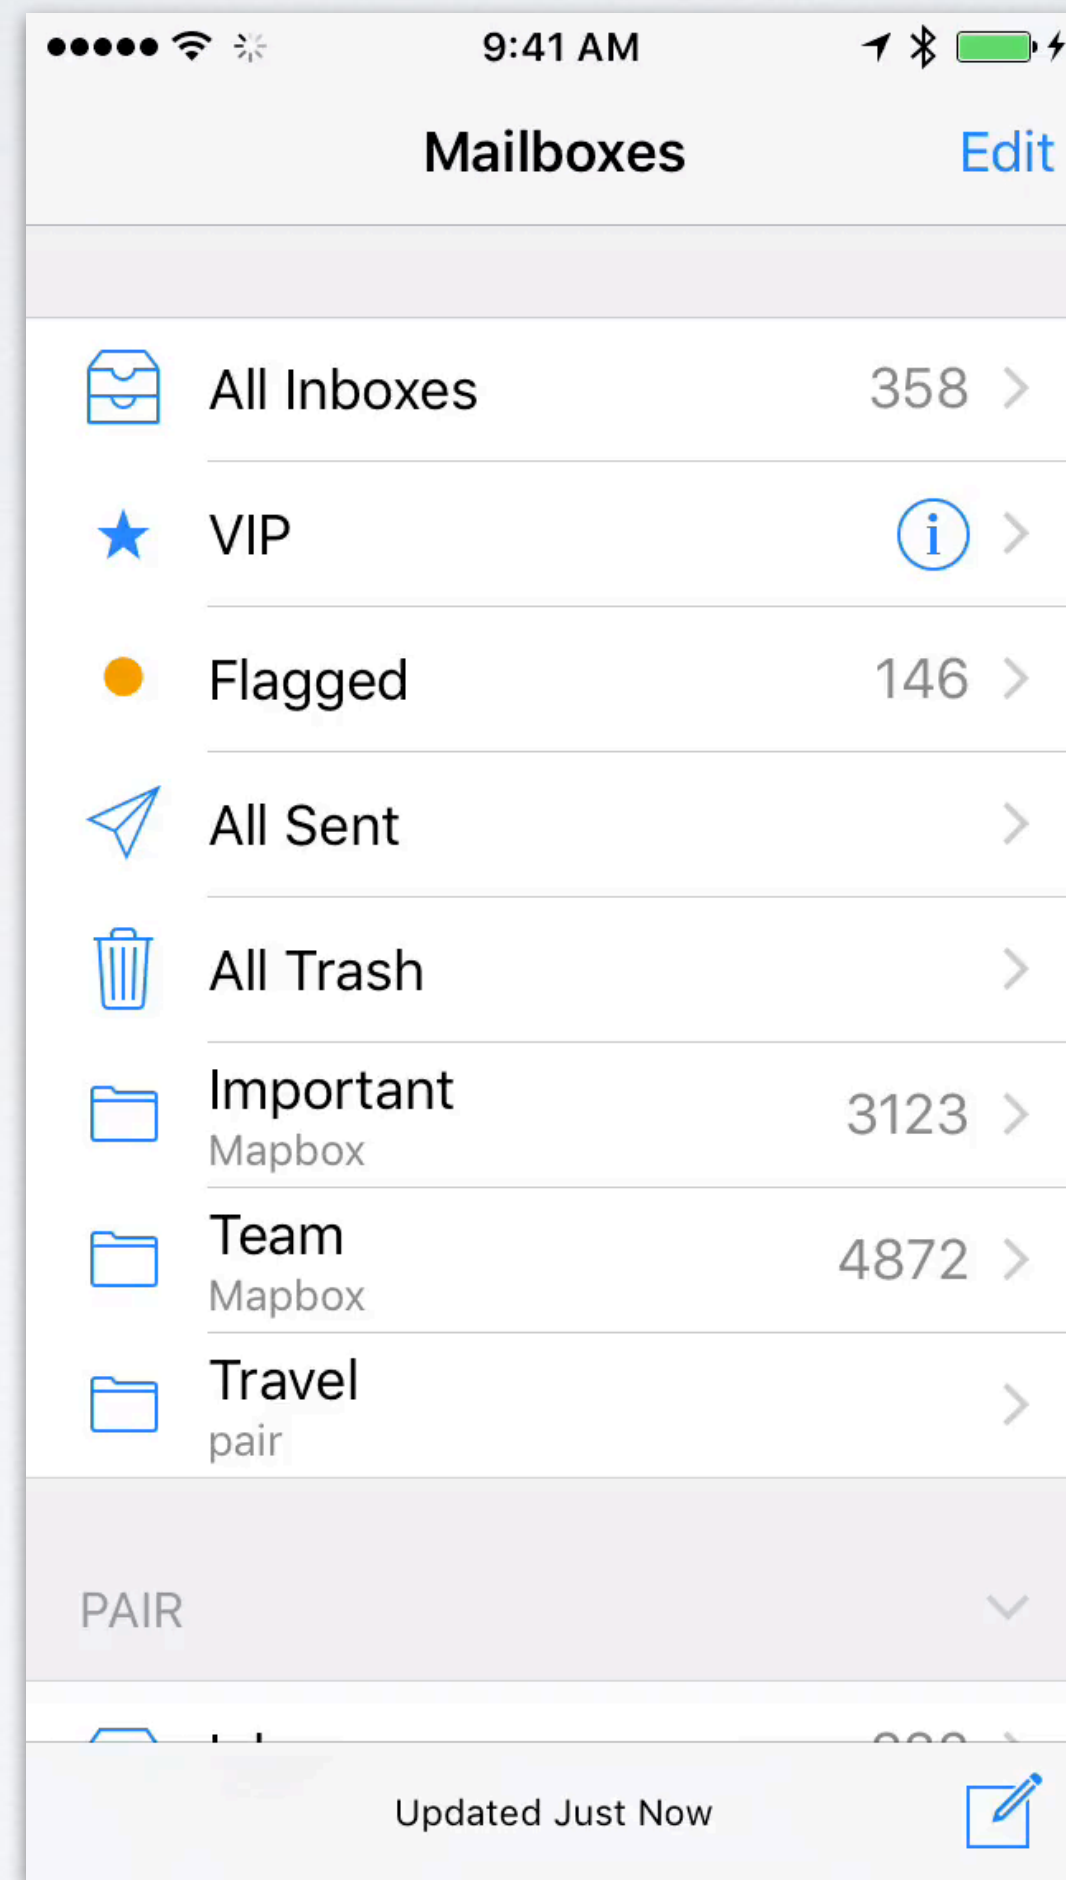 9:41 AM
Mailboxes
Edit
All Inboxes 358
VIP
Flagged 146
All Sent
All Trash
Important
Mapbox
3123
Team
Mapbox
4872
Travel
pair
PAIR
Updated Just Now